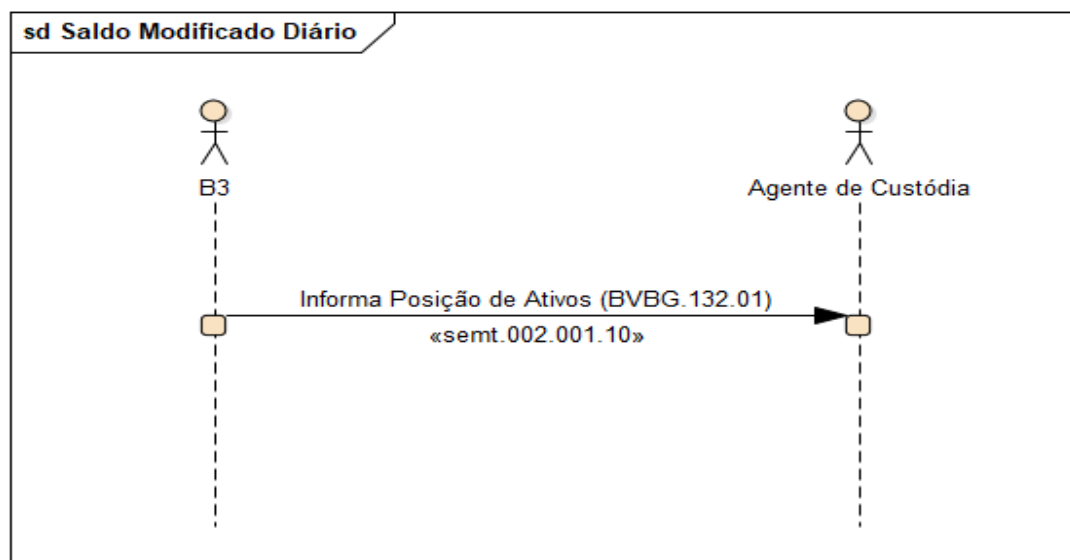 sd Saldo Modificado Diário
B3
Agente de Custódia
Informa Posição de Ativos (BVBG.132.01)
«semt.002.001.10»